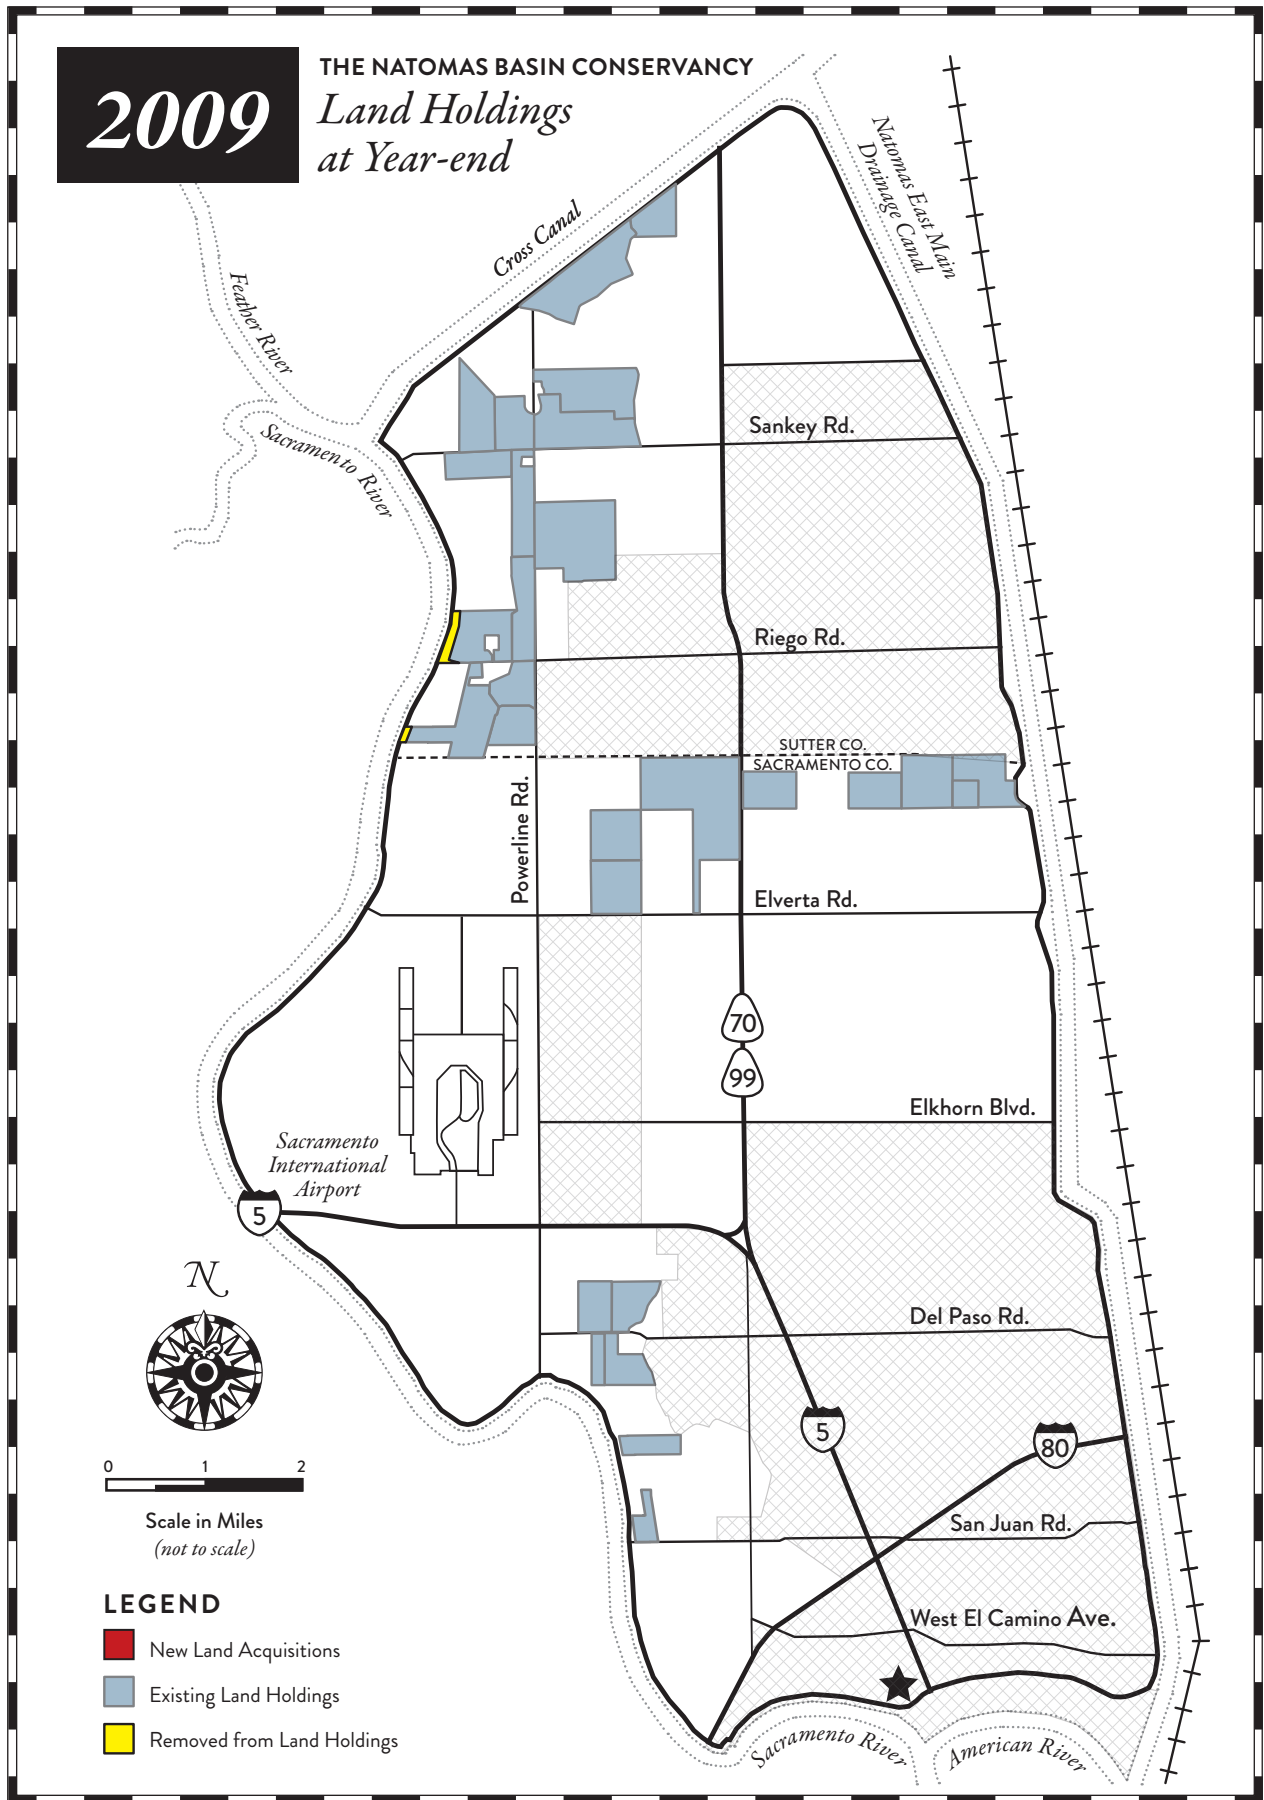 2009
THE NATOMAS BASIN CONSERVANCY
Land Holdings
at Year-end
Natomas East Main
Drainage Canal
Cross Canal
Feather River
Sacramento River
Sankey Rd.
Riego Rd.
SUTTER CO.
SACRAMENTO CO.
Powerline Rd.
Elverta Rd.
70
99
Elkhorn Blvd.
Sacramento
International
Airport
5
N
Del Paso Rd.
5
80
0 1 2
Scale in Miles
(not to scale)
San Juan Rd.
LEGEND
New Land Acquisitions
Existing Land Holdings
Removed from Land Holdings
West El Camino Ave.
Sacramento River
American River